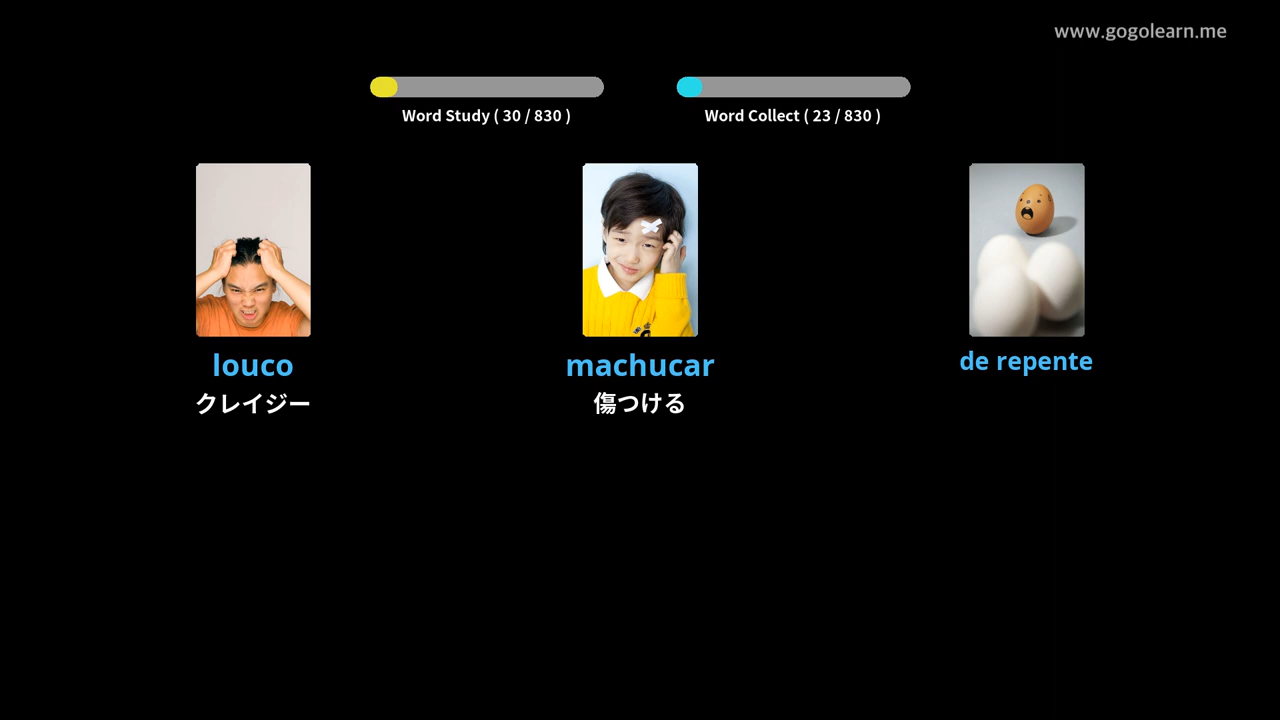 www.gogolearn.me
Word Study ( 30 / 830 )
Word Collect ( 23 / 830 )
louco
machucar
de repente
クレイジー
傷つける